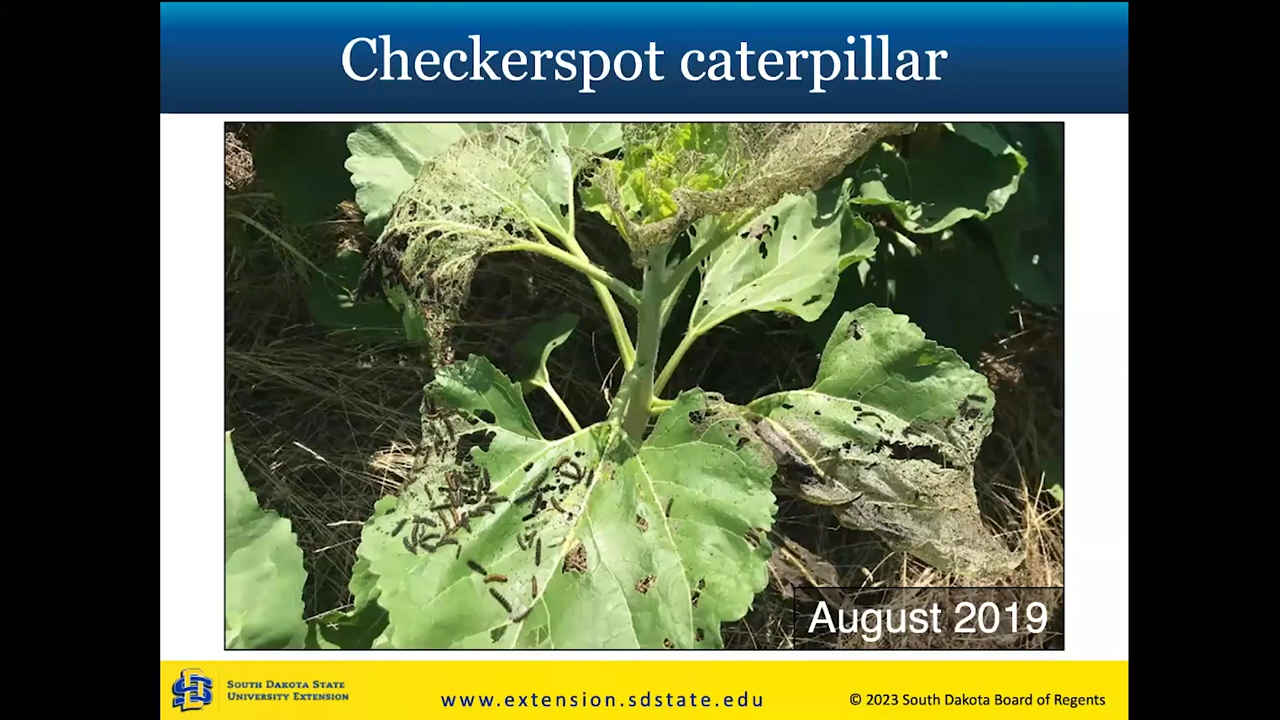 Checkerspot caterpillar
August 2019
SOUTH DAKOTA STATE
UNIVERSITY EXTENSION
www.extension.sdstate.edu
© 2023 South Dakota Board of Regents